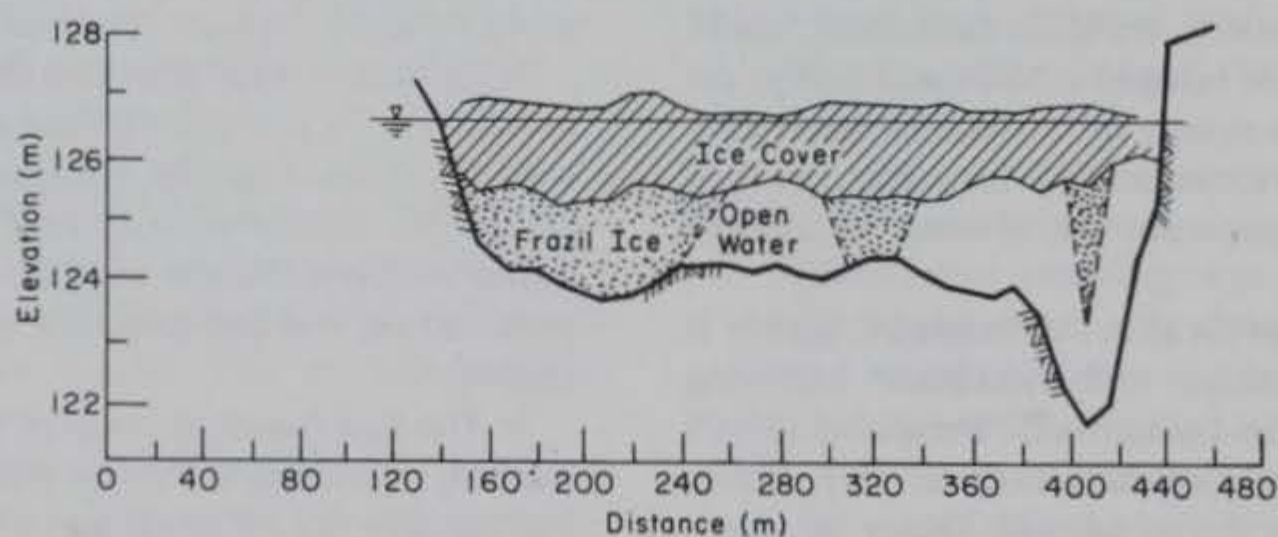 128
126
124
122
Elevation (m)
Ice Cover
Frazil Ice
Open
Water
0 40 80 120 160 200 240 280 320 360 400 440 480
Distance (m)